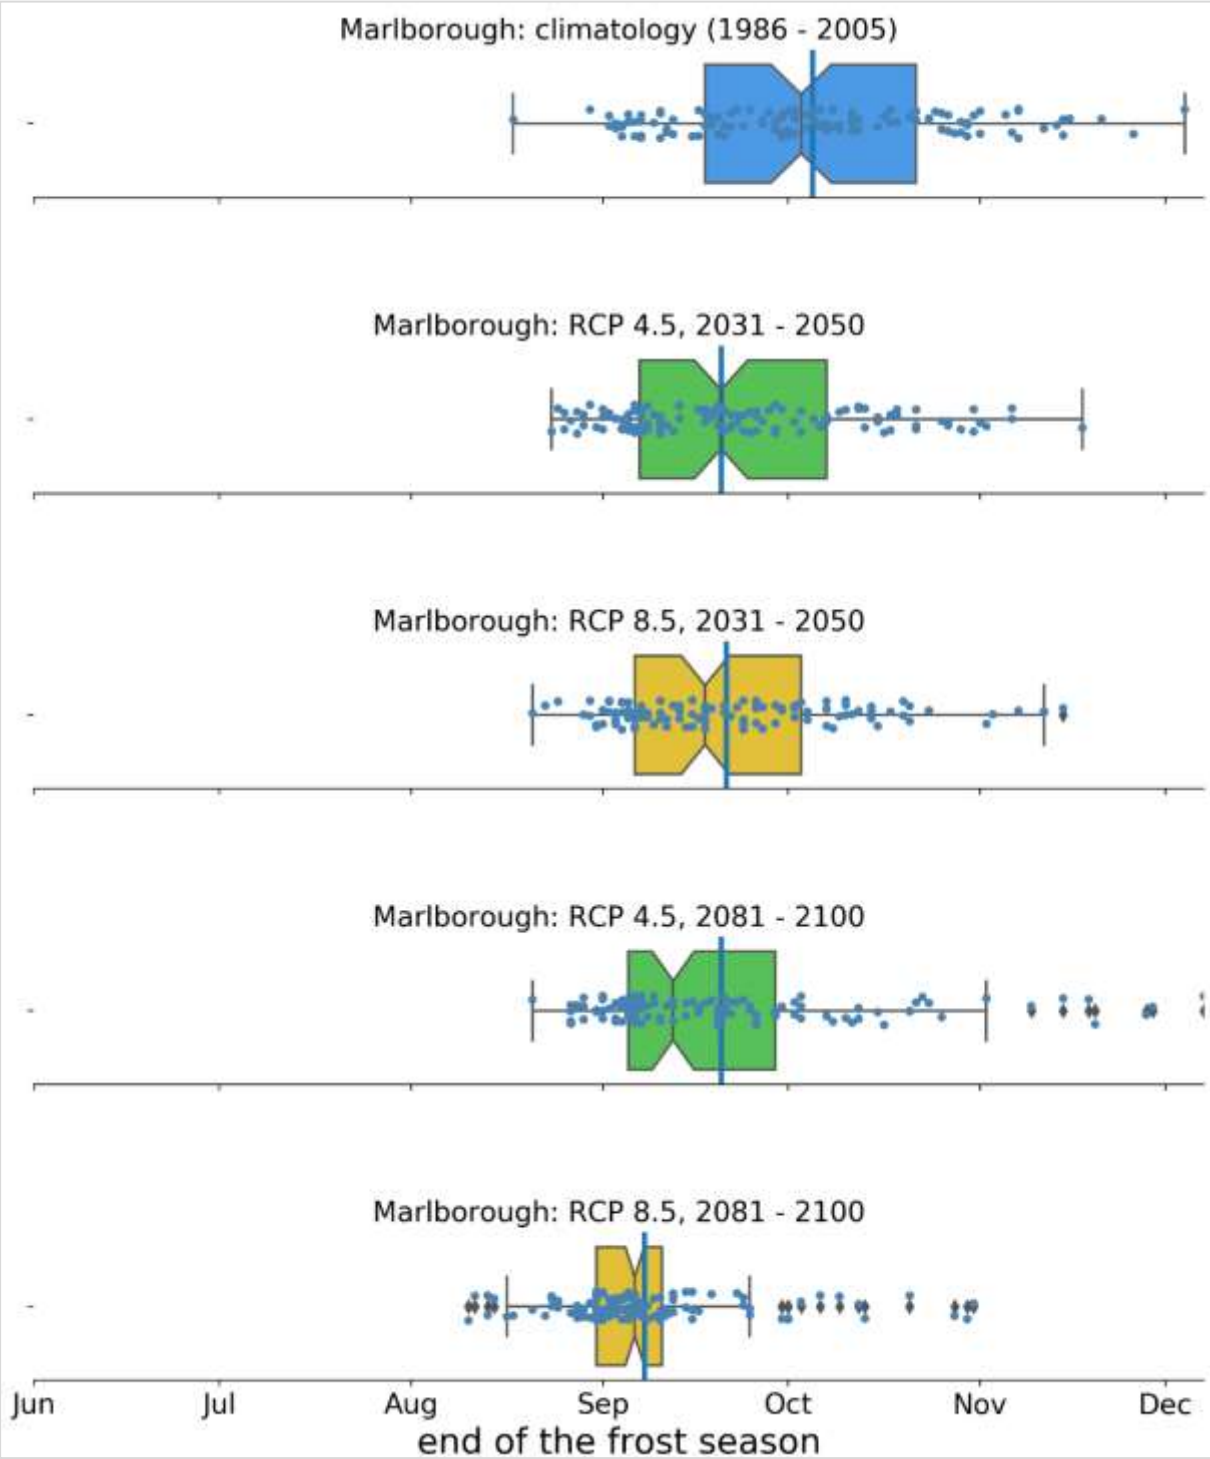 Marlborough: climatology (1986 - 2005)
Marlborough: RCP 4.5, 2031 - 2050
Marlborough: RCP 8.5, 2031 - 2050
Marlborough: RCP 4.5, 2081 - 2100
Marlborough: RCP 8.5, 2081 - 2100
Jun Jul Aug Sep Oct Nov Dec
end of the frost season